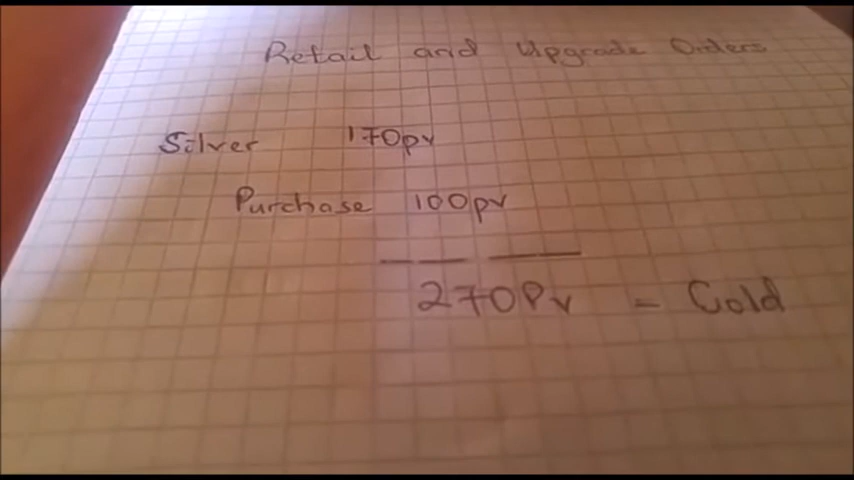 Retail and Upgrade Orders
Silver 170pv
Purchase 100pv
270Pv - Gold